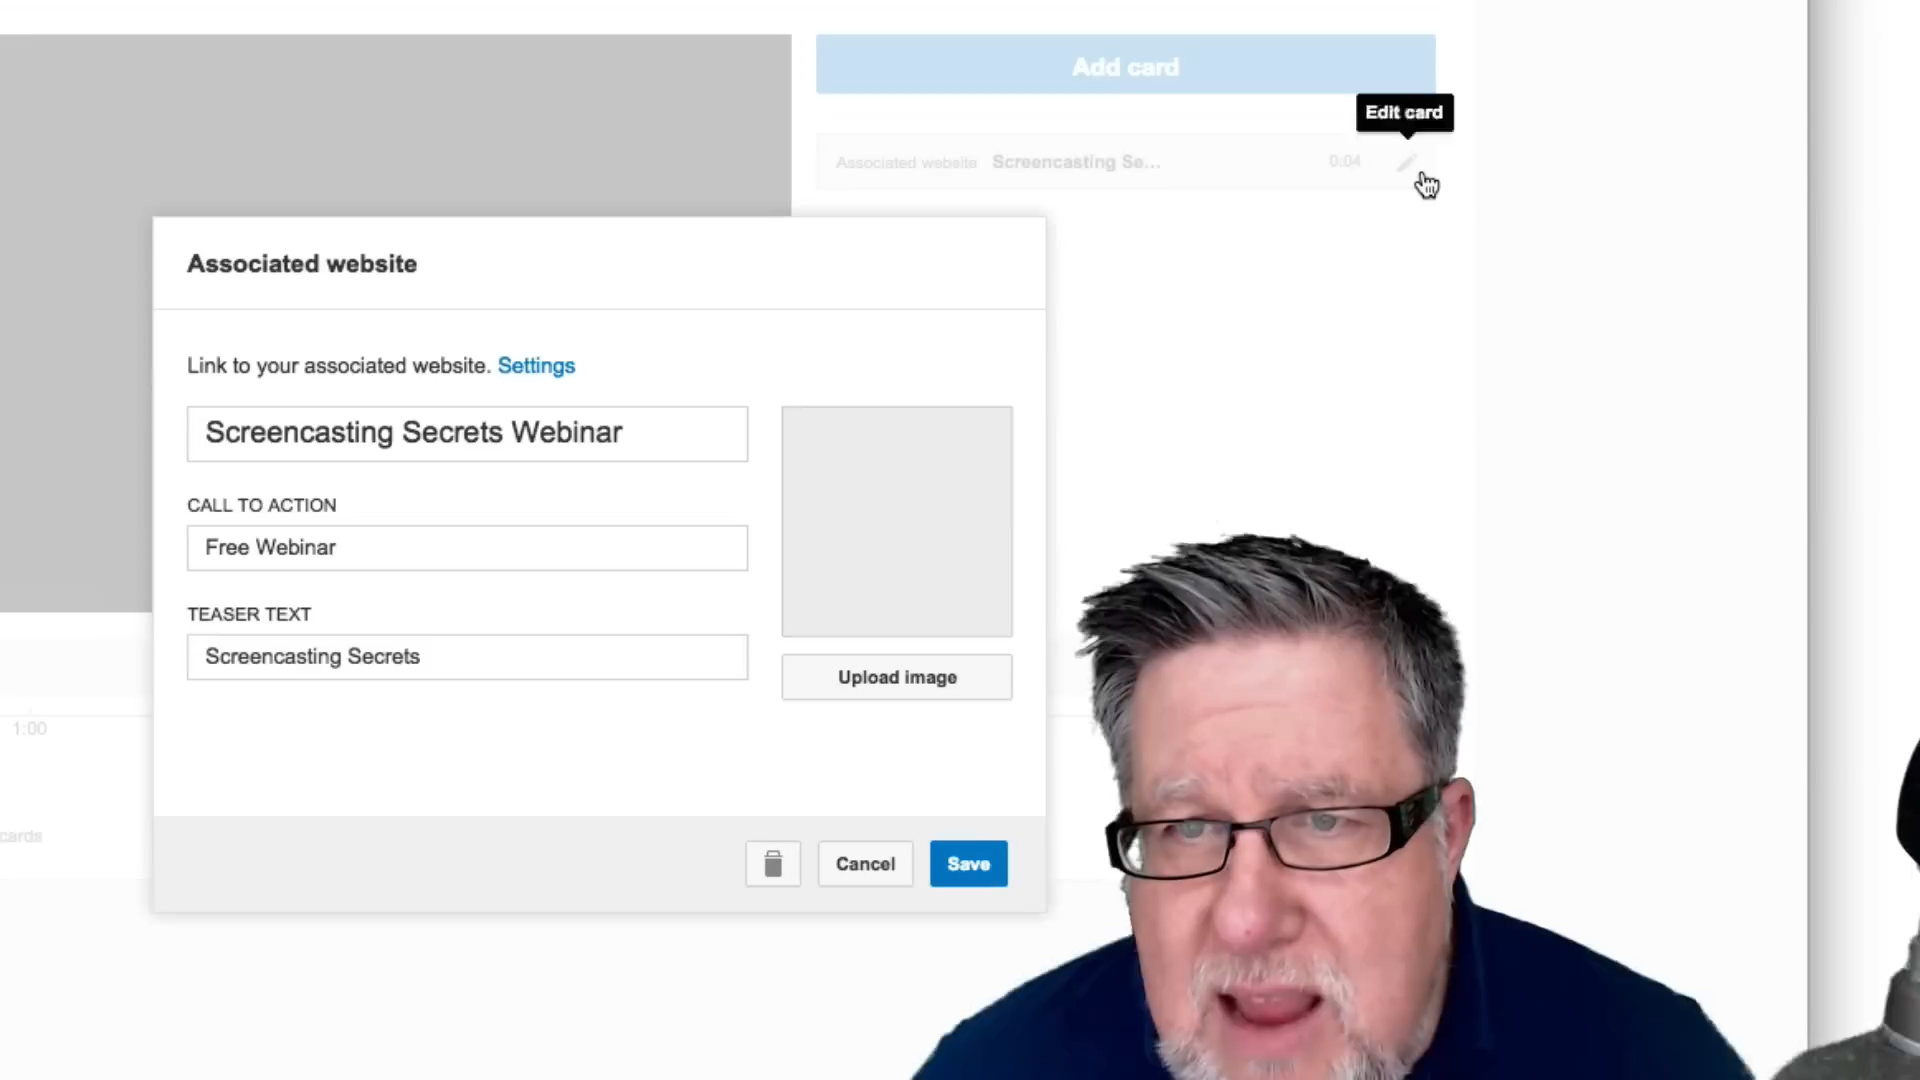 Add card
Edit card
Associated website Screencasting Se... 0:04
Associated website
Link to your associated website. Settings
Screencasting Secrets Webinar
CALL TO ACTION
Free Webinar
TEASER TEXT
Screencasting Secrets
Upload image
1:00
cards
Cancel
Save